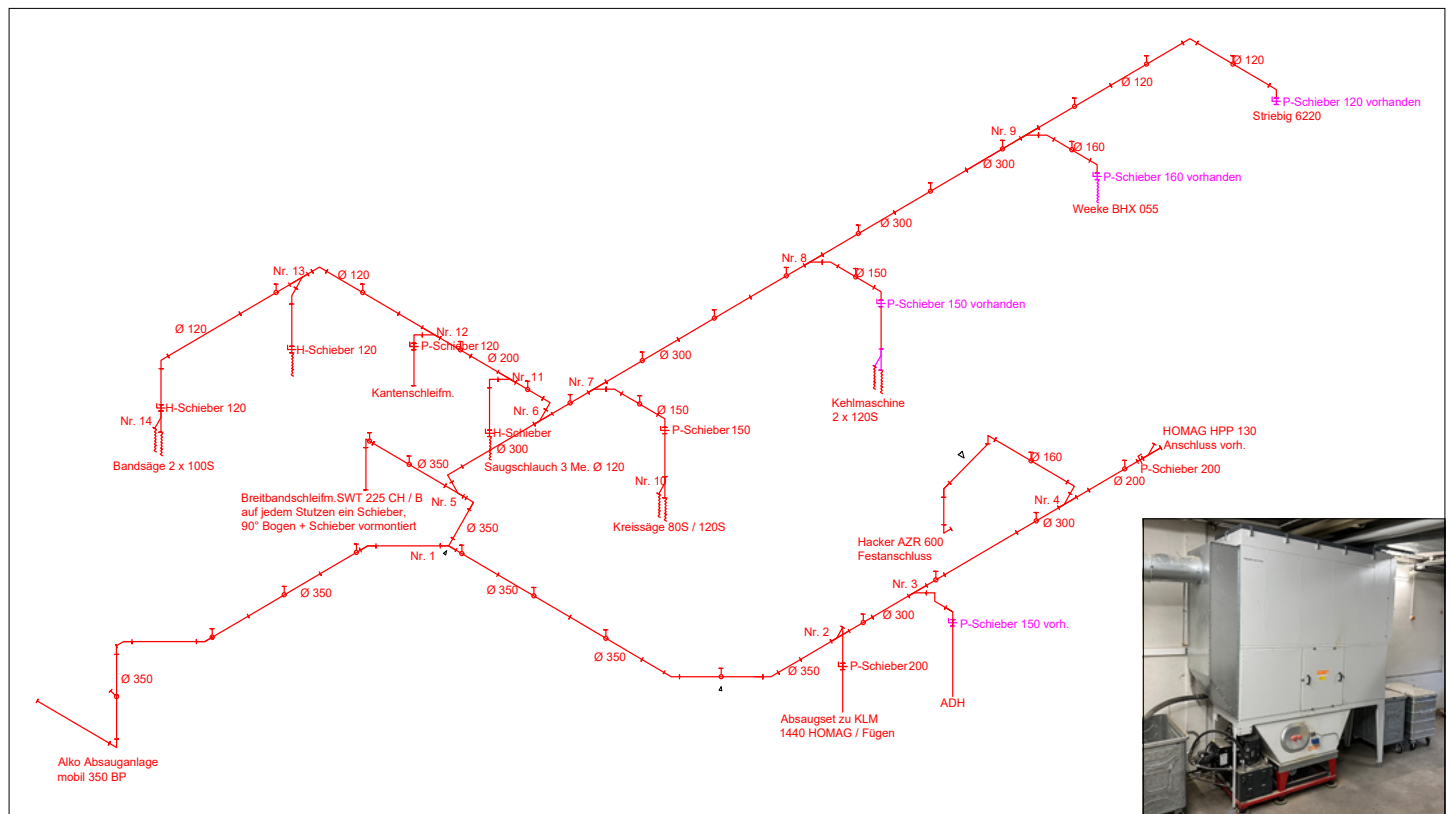 Ø 120
Ø 120
P-Schieber 120 vorhanden
Striebig 6220
Nr. 9
Ø 160
Ø 300
P-Schieber 160 vorhanden
Weeke BHX 055
Ø 300
Nr. 8
Ø 150
P-Schieber 150 vorhanden
Nr. 13
Ø 120
Ø 120
Nr. 12
P-Schieber 120
H-Schieber 120
Ø 200
Ø 300
Kantenschleifm.
Nr. 11
Nr. 7
Kehlmaschine
2 x 120S
H-Schieber 120
Nr. 14
Nr. 6
Ø 150
P-Schieber 150
H-Schieber
Ø 300
Bandsäge 2 x 100S
Ø 350
Saugschlauch 3 Me. Ø 120
HOMAG HPP 130
Anschluss vorh.
Ø 160
P-Schieber 200
Ø 200
Nr. 10
Breitbandschleifm.SWT 225 CH / B
auf jedem Stutzen ein Schieber,
90° Bogen + Schieber vormontiert
Nr. 5
Nr. 4
Ø 300
Kreissäge 80S / 120S
Ø 350
Hacker AZR 600
Festanschluss
Nr. 1
Ø 350
Ø 350
Nr. 3
Ø 300
P-Schieber 150 vorh.
Nr. 2
Ø 350
Ø 350
P-Schieber 200
Ø 350
ADH
Absaugset zu KLM
1440 HOMAG / Fügen
Alko Absauganlage
mobil 350 BP